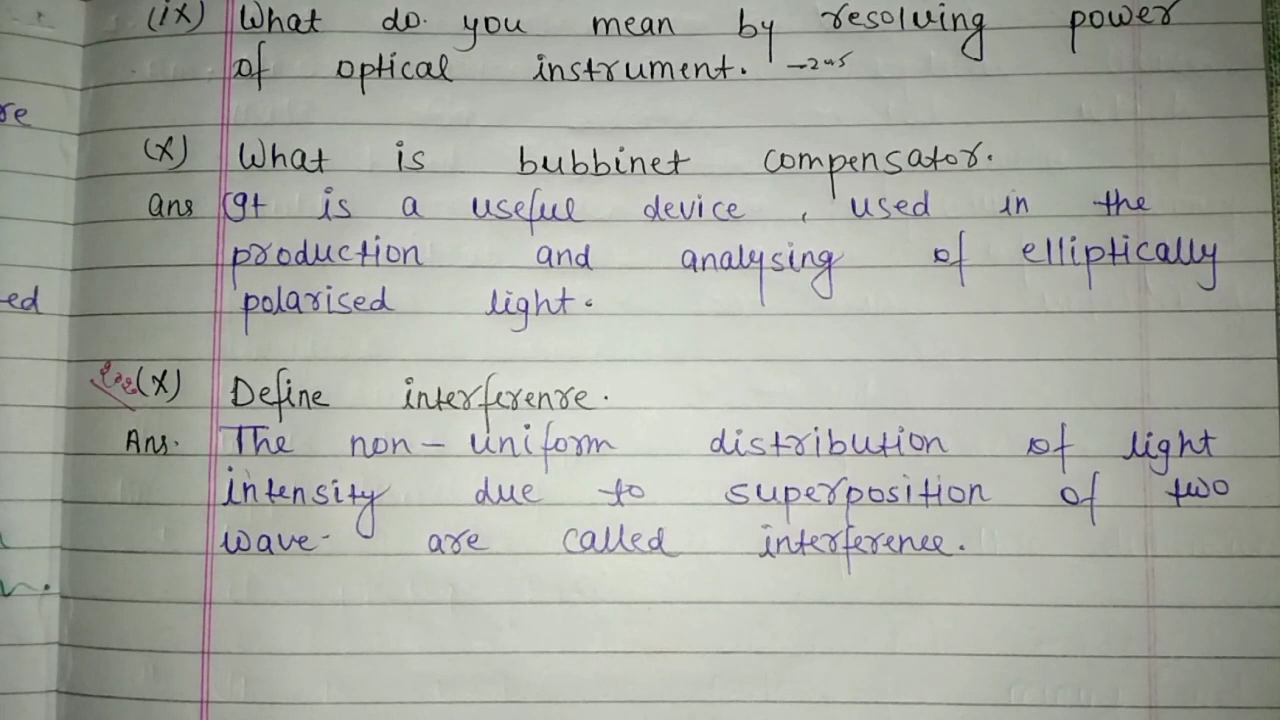 (ix) What do. you mean by resolving power
of optical instrument.
re
(X) What is bubbinet compensator.
ans It is a useful device, used in the
production and analysing of elliptically
ed polarised light.
(X) Define interferenre.
Ans. The non-uniform distribution of light
intensity due to superposition of two
wave- are called interference.